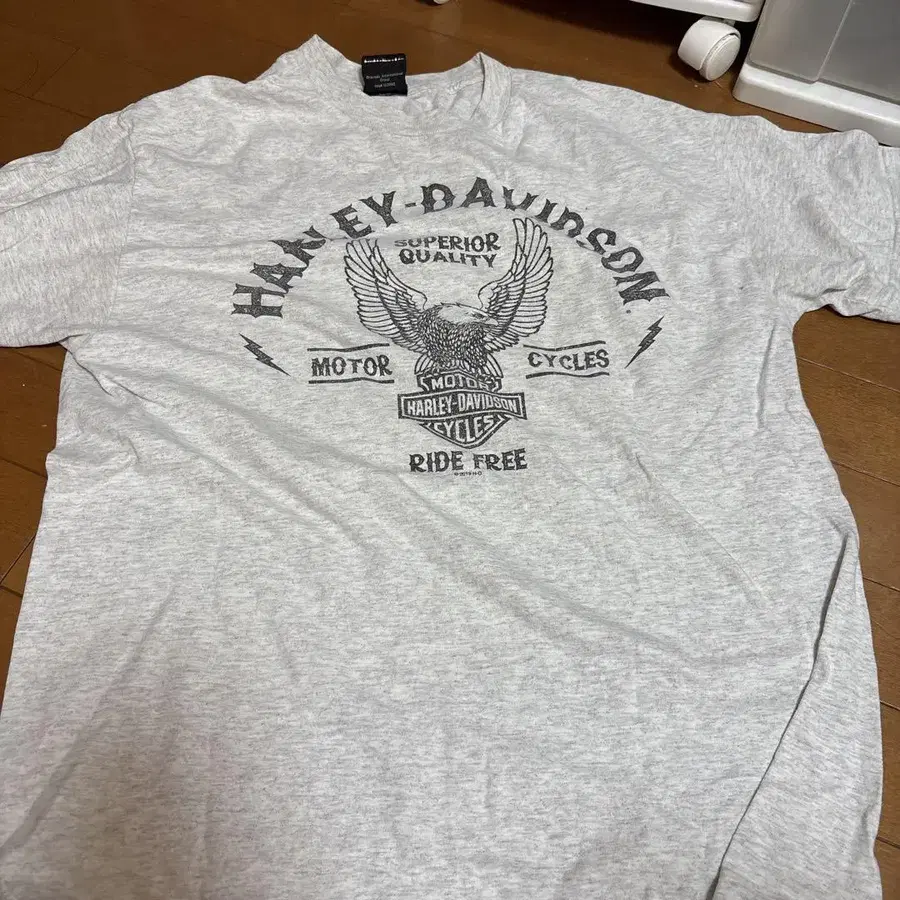 HARLEY-DAVIDSON
SUPERIOR
QUALITY
MOTOR CYCLES
MOTOR
HARLEY-DAVIDSON
CYCLES
RIDE FREE